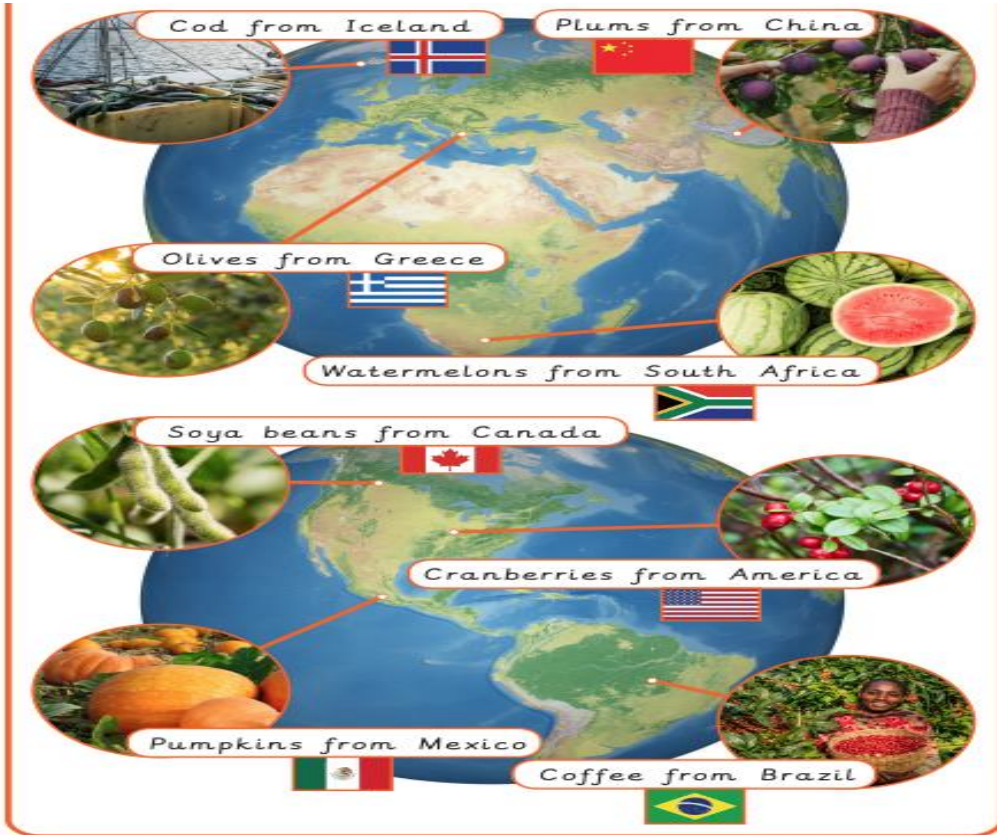 Cod from Iceland
Plums from China
Olives from Greece
Watermelons from South Africa
Soya beans from Canada
Cranberries from America
Pumpkins from Mexico
Coffee from Brazil